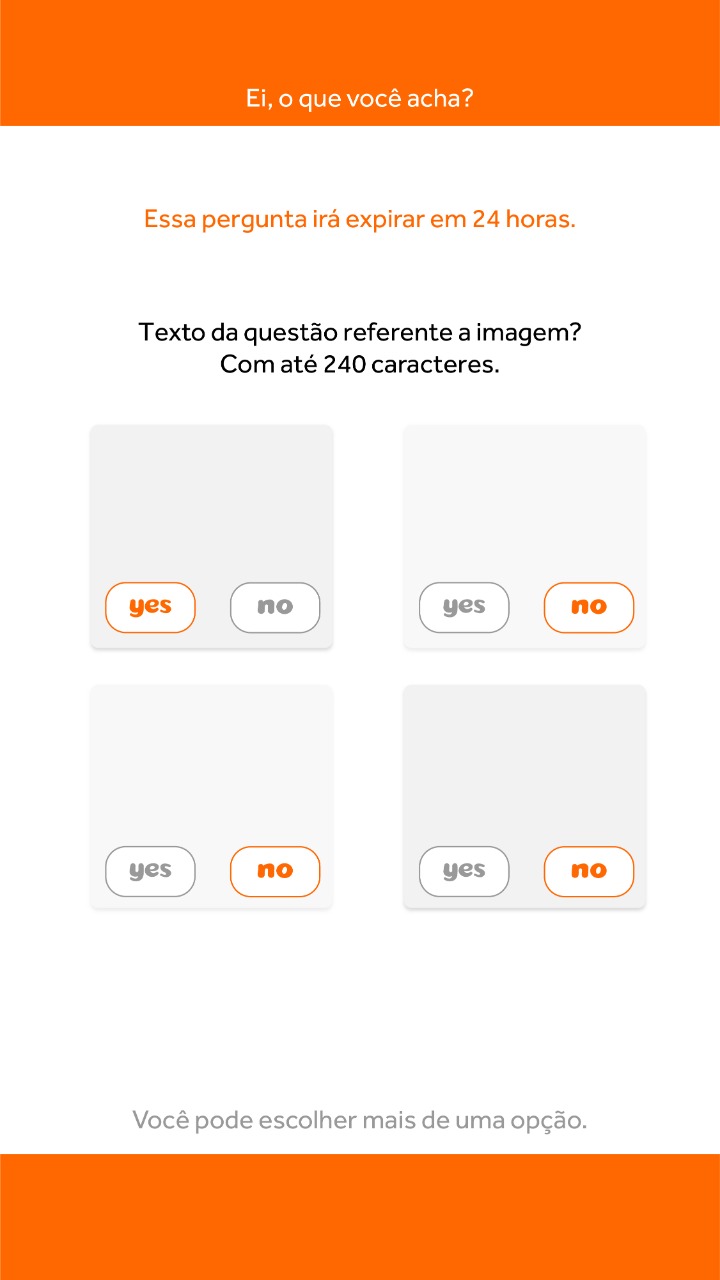 Ei, o que você acha?
Essa pergunta irá expirar em 24 horas.
Texto da questão referente a imagem?
Com até 240 caracteres.
yes no yes no
yes no yes no
Você pode escolher mais de uma opção.